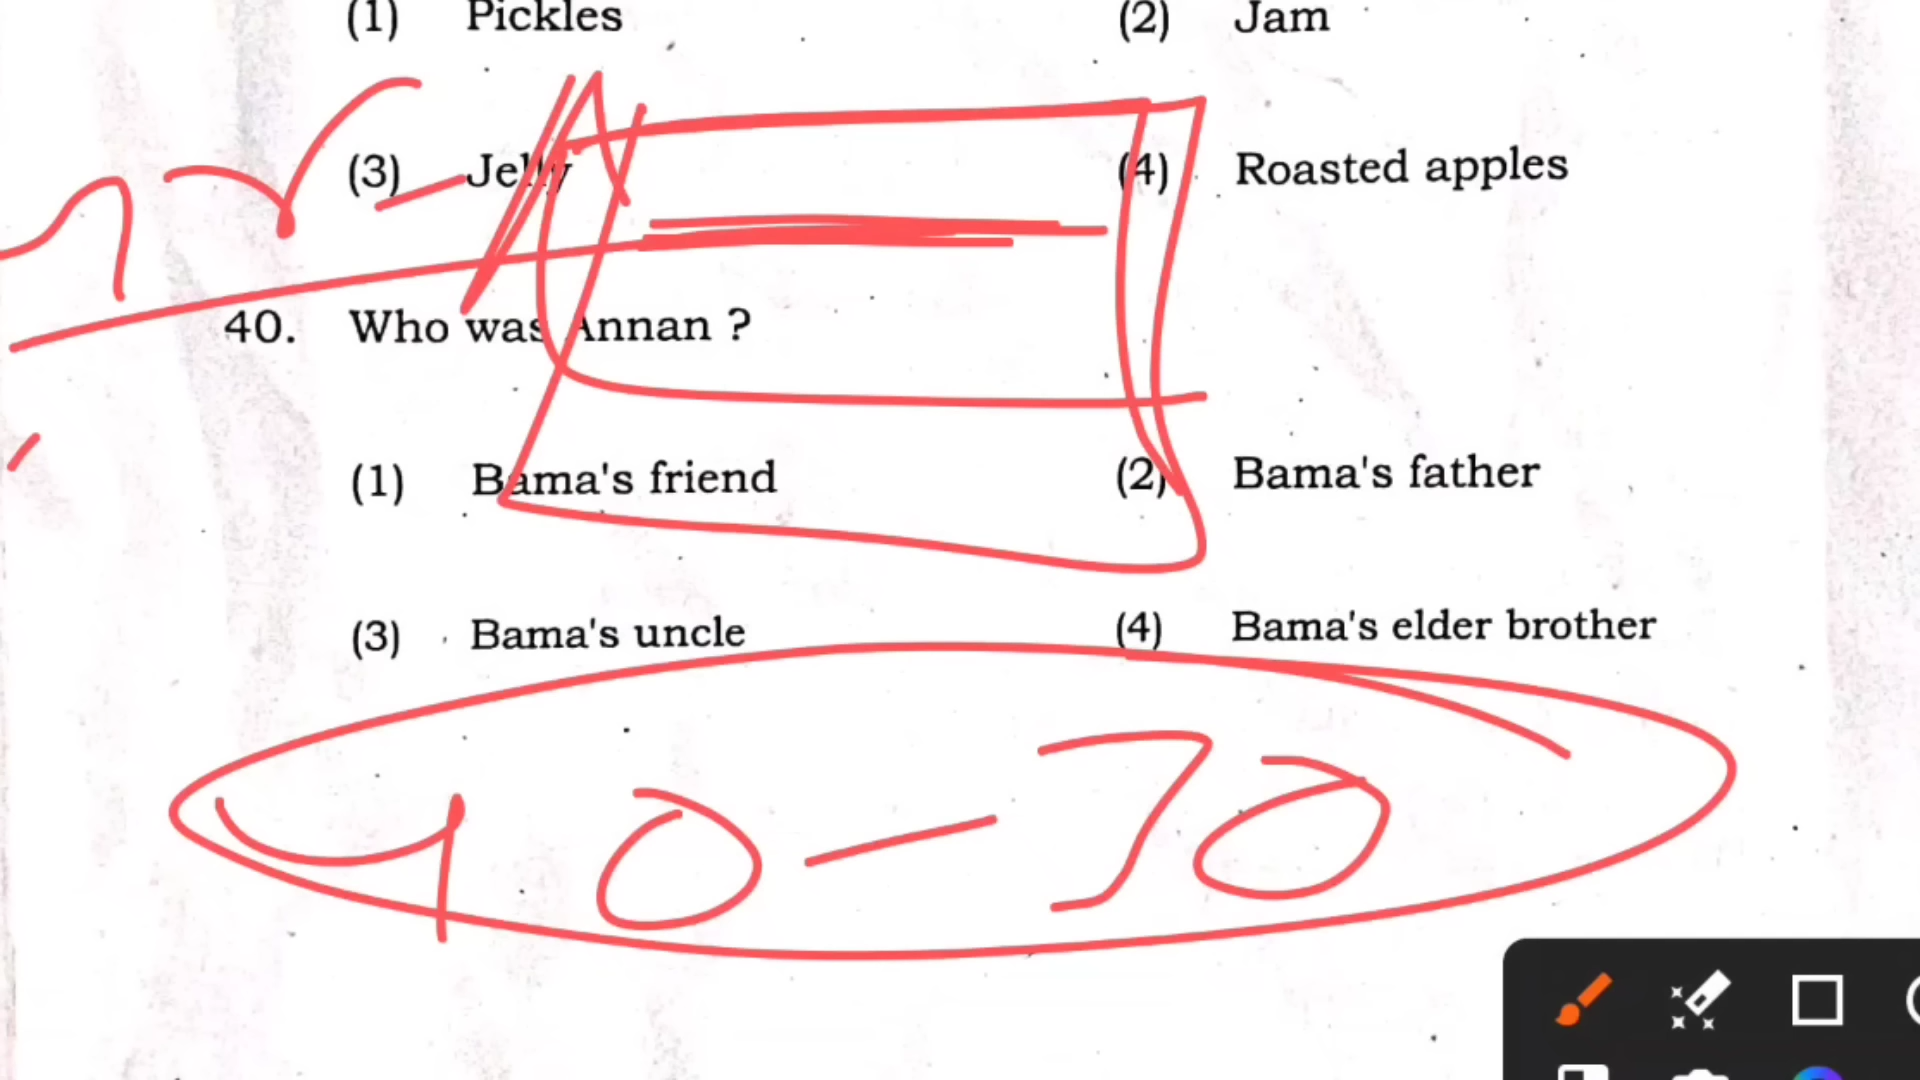 (1) Pickles (2) Jam
(3) Jelly (4) Roasted apples
40. Who was Annan ?
(1) Bama's friend (2) Bama's father
(3) Bama's uncle (4) Bama's elder brother
40 - 30